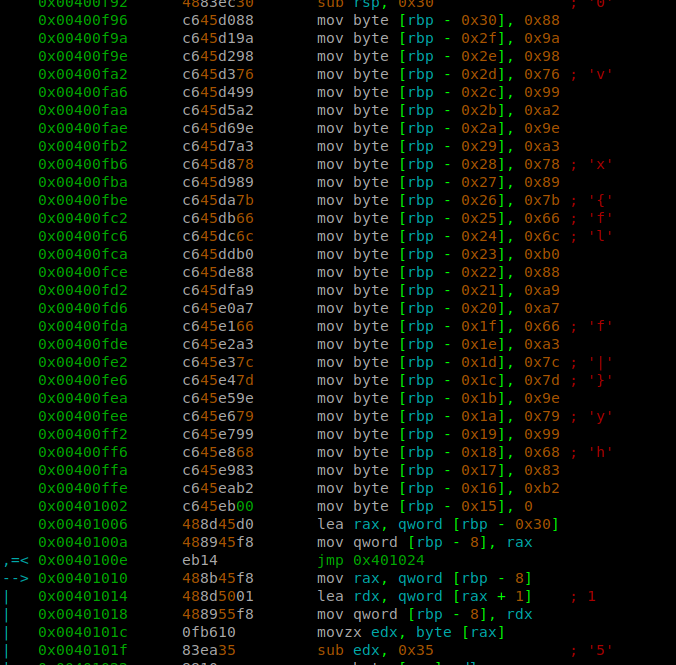 0x00400f92 4883ec30 sub rsp, 0x30 ; '0'
0x00400f96 c645d088 mov byte [rbp - 0x30], 0x88
0x00400f9a c645d19a mov byte [rbp - 0x2f], 0x9a
0x00400f9e c645d298 mov byte [rbp - 0x2e], 0x98
0x00400fa2 c645d376 mov byte [rbp - 0x2d], 0x76 ; 'v'
0x00400fa6 c645d499 mov byte [rbp - 0x2c], 0x99
0x00400faa c645d5a2 mov byte [rbp - 0x2b], 0xa2
0x00400fae c645d69e mov byte [rbp - 0x2a], 0x9e
0x00400fb2 c645d7a3 mov byte [rbp - 0x29], 0xa3
0x00400fb6 c645d878 mov byte [rbp - 0x28], 0x78 ; 'x'
0x00400fba c645d989 mov byte [rbp - 0x27], 0x89
0x00400fbe c645da7b mov byte [rbp - 0x26], 0x7b ; '{'
0x00400fc2 c645db66 mov byte [rbp - 0x25], 0x66 ; 'f'
0x00400fc6 c645dc6c mov byte [rbp - 0x24], 0x6c ; 'l'
0x00400fca c645ddb0 mov byte [rbp - 0x23], 0xb0
0x00400fce c645de88 mov byte [rbp - 0x22], 0x88
0x00400fd2 c645dfa9 mov byte [rbp - 0x21], 0xa9
0x00400fd6 c645e0a7 mov byte [rbp - 0x20], 0xa7
0x00400fda c645e166 mov byte [rbp - 0x1f], 0x66 ; 'f'
0x00400fde c645e2a3 mov byte [rbp - 0x1e], 0xa3
0x00400fe2 c645e37c mov byte [rbp - 0x1d], 0x7c ; '|'
0x00400fe6 c645e47d mov byte [rbp - 0x1c], 0x7d ; '}'
0x00400fea c645e59e mov byte [rbp - 0x1b], 0x9e
0x00400fee c645e679 mov byte [rbp - 0x1a], 0x79 ; 'y'
0x00400ff2 c645e799 mov byte [rbp - 0x19], 0x99
0x00400ff6 c645e868 mov byte [rbp - 0x18], 0x68 ; 'h'
0x00400ffa c645e983 mov byte [rbp - 0x17], 0x83
0x00400ffe c645eab2 mov byte [rbp - 0x16], 0xb2
0x00401002 c645eb00 mov byte [rbp - 0x15], 0
0x00401006 488d45d0 lea rax, qword [rbp - 0x30]
0x0040100a 488945f8 mov qword [rbp - 8], rax
,=< 0x0040100e eb14 jmp 0x401024
--> 0x00401010 488b45f8 mov rax, qword [rbp - 8]
| 0x00401014 488d5001 lea rdx, qword [rax + 1] ; 1
| 0x00401018 488955f8 mov qword [rbp - 8], rdx
| 0x0040101c 0fb610 movzx edx, byte [rax]
| 0x0040101f 83ea35 sub edx, 0x35 ; '5'